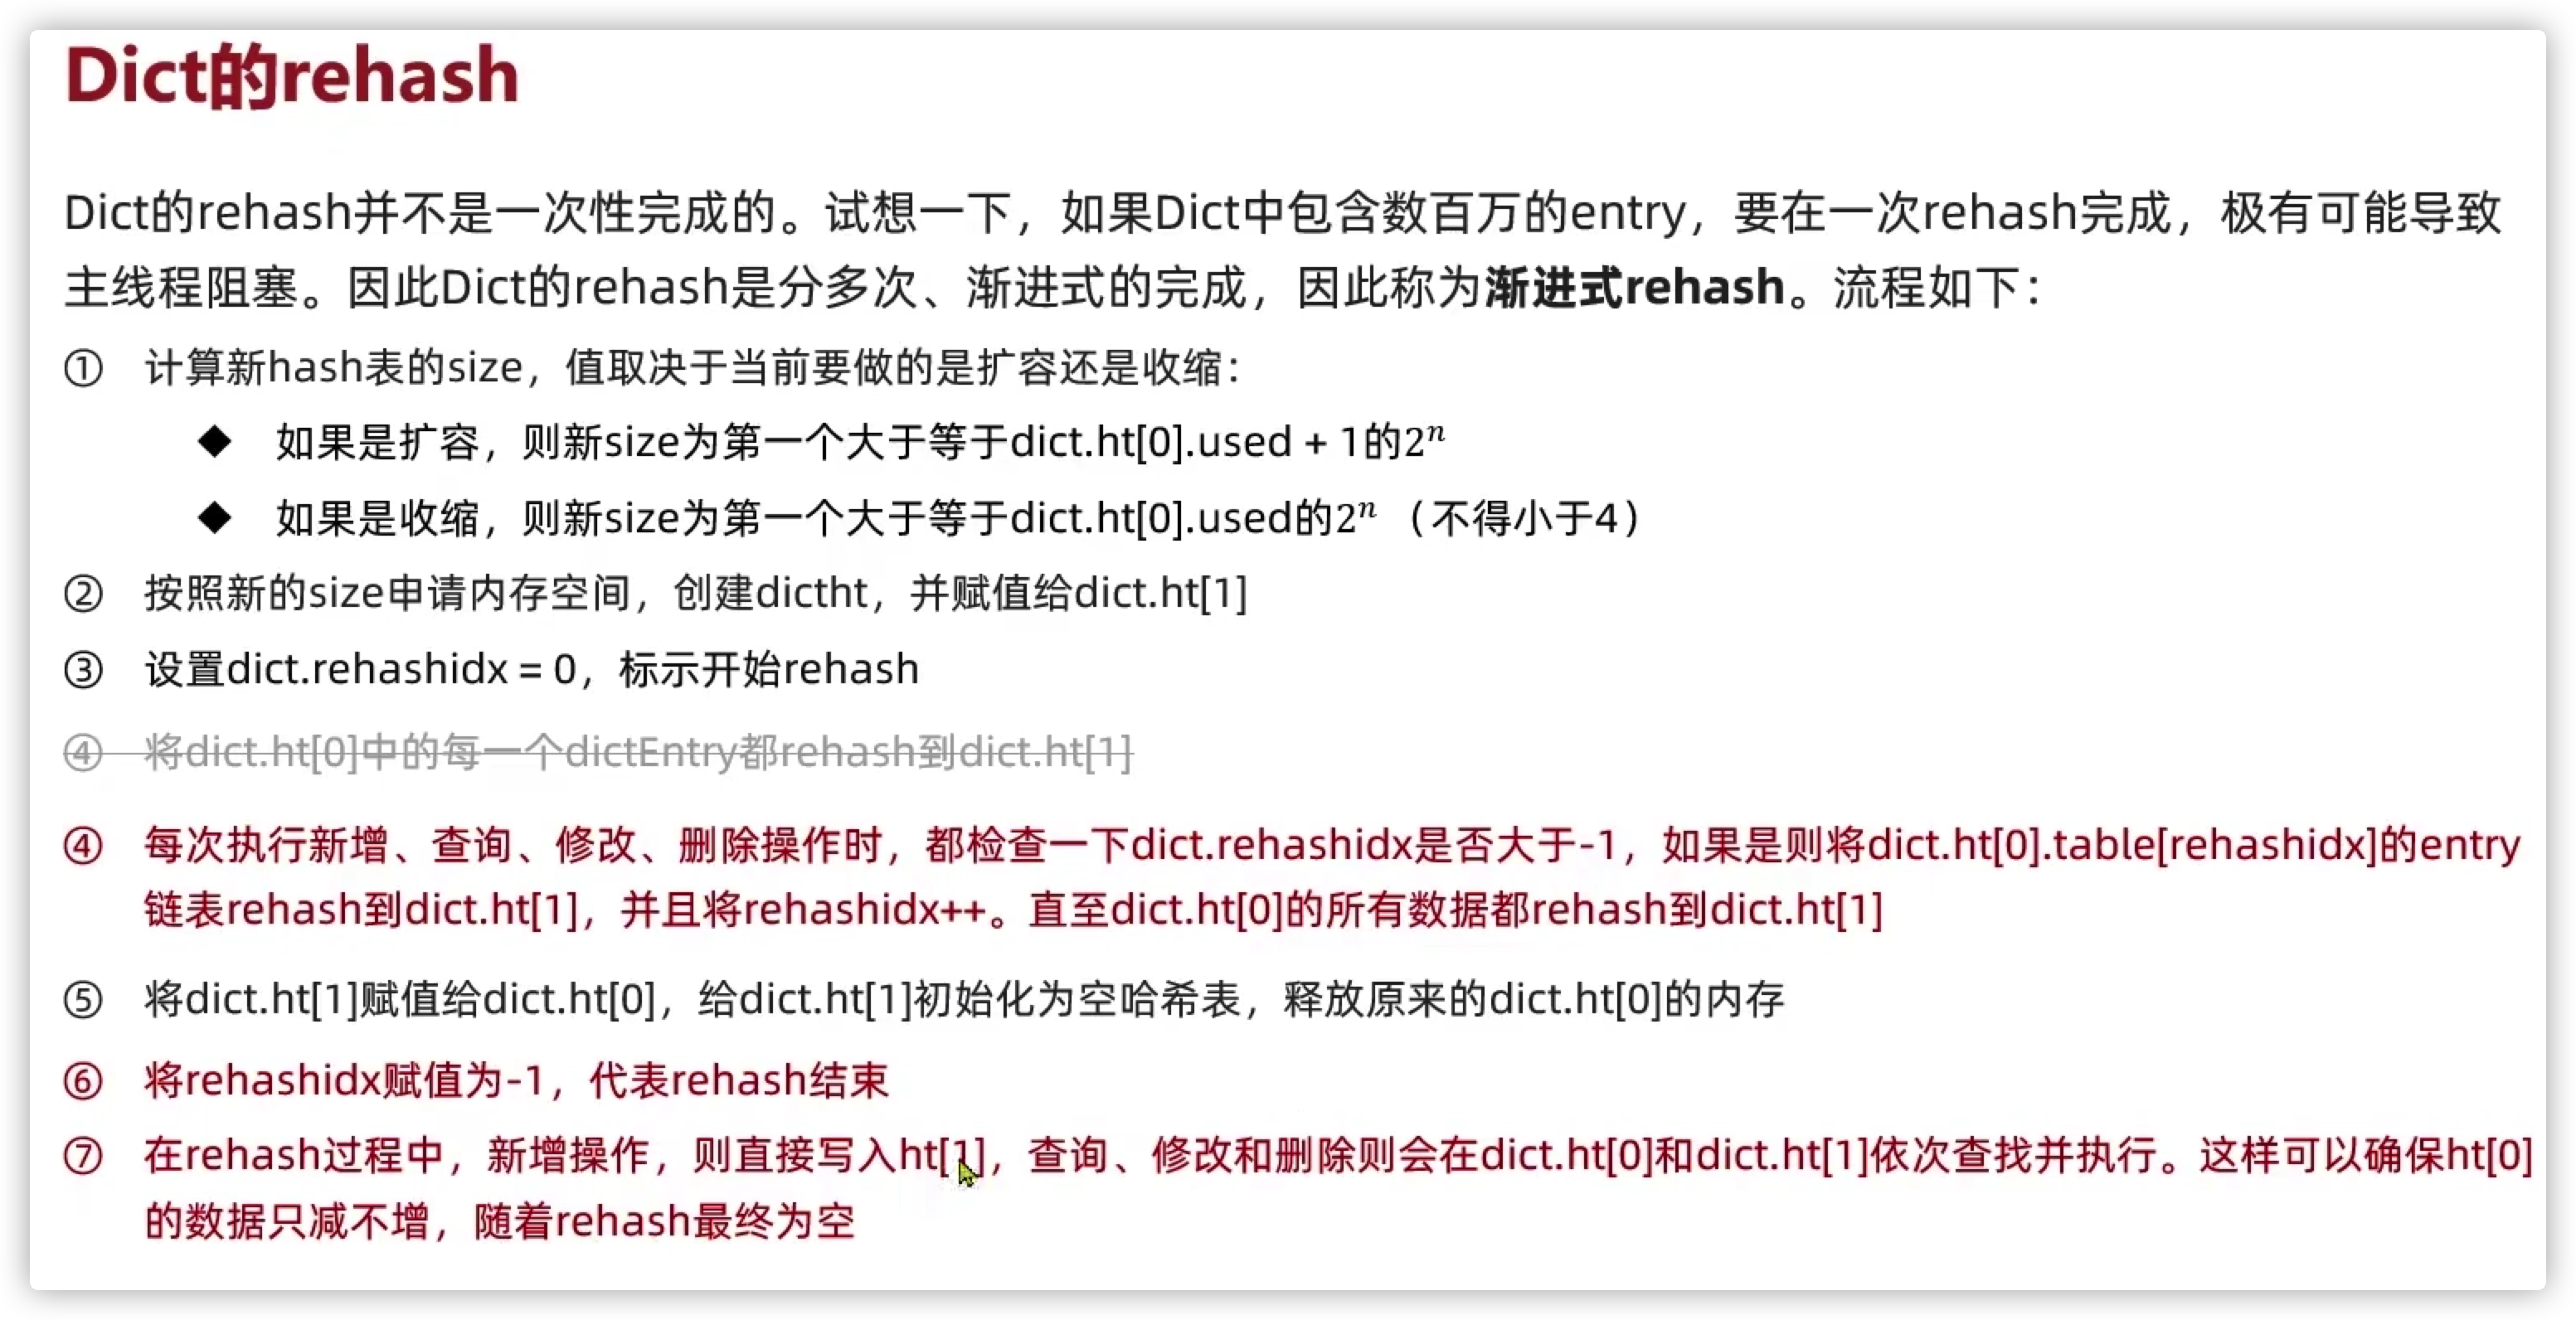 Dict的rehash
Dict的rehash并不是一次性完成的。试想一下，如果Dict中包含数百万的entry，要在一次rehash完成，极有可能导致
主线程阻塞。因此Dict的rehash是分多次、渐进式的完成，因此称为渐进式rehash。流程如下：
① 计算新hash表的size，值取决于当前要做的是扩容还是收缩：
◆ 如果是扩容，则新size为第一个大于等于dict.ht[0].used + 1的2ⁿ
◆ 如果是收缩，则新size为第一个大于等于dict.ht[0].used的2ⁿ （不得小于4）
② 按照新的size申请内存空间，创建dictht，并赋值给dict.ht[1]
③ 设置dict.rehashidx = 0，标示开始rehash
④ 将dict.ht[0]中的每一个dictEntry都rehash到dict.ht[1]
④ 每次执行新增、查询、修改、删除操作时，都检查一下dict.rehashidx是否大于-1，如果是则将dict.ht[0].table[rehashidx]的entry
链表rehash到dict.ht[1]，并且将rehashidx++。直至dict.ht[0]的所有数据都rehash到dict.ht[1]
⑤ 将dict.ht[1]赋值给dict.ht[0]，给dict.ht[1]初始化为空哈希表，释放原来的dict.ht[0]的内存
⑥ 将rehashidx赋值为-1，代表rehash结束
⑦ 在rehash过程中，新增操作，则直接写入ht[1]，查询、修改和删除则会在dict.ht[0]和dict.ht[1]依次查找并执行。这样可以确保ht[0]
的数据只减不增，随着rehash最终为空